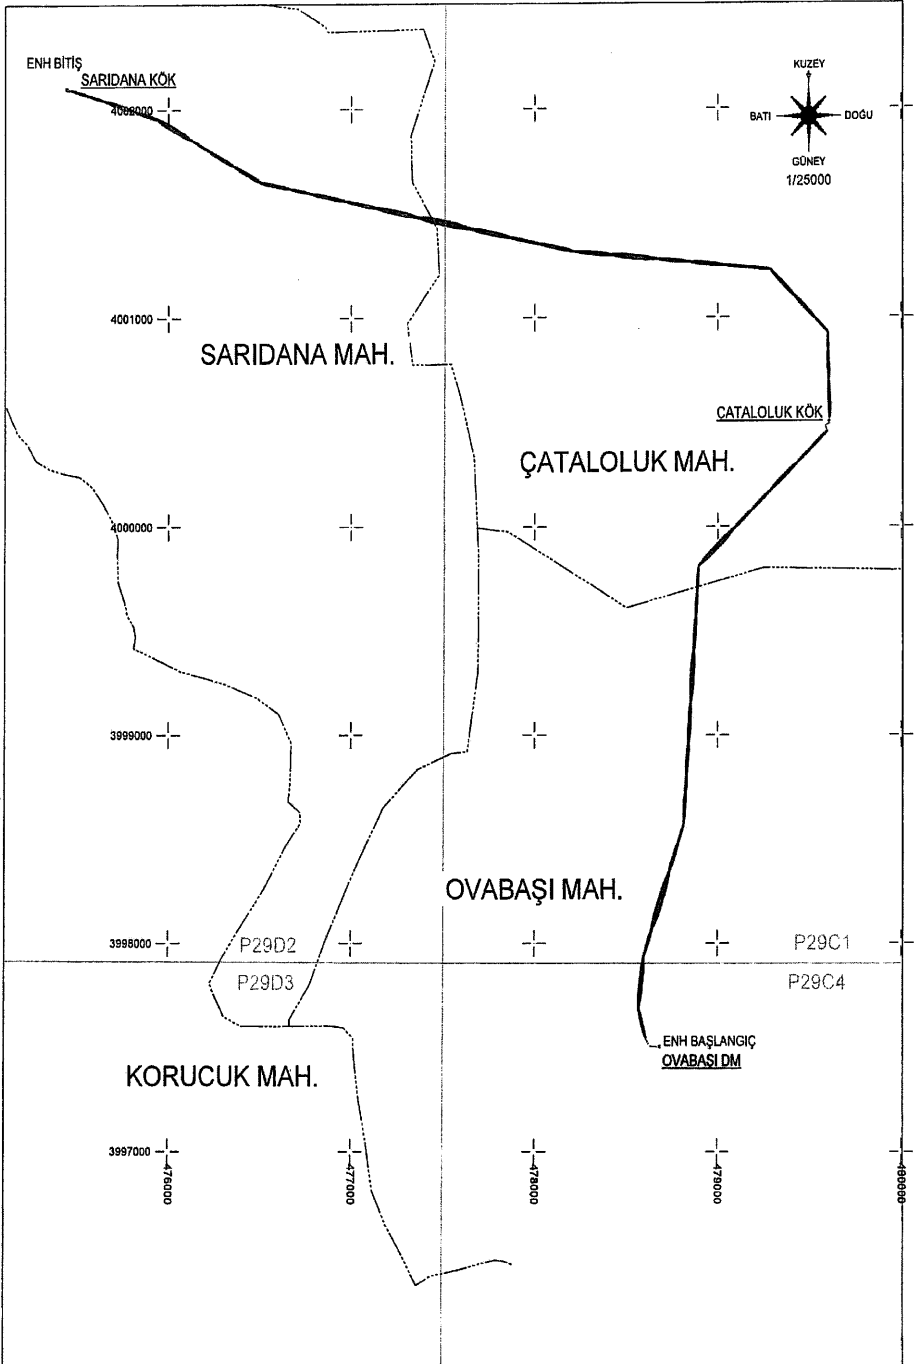 ENH BİTİŞ
SARIDANA KÖK
KUZEY
BATI
DOĞU
GÜNEY
1/25000
4002000
4001000
SARIDANA MAH.
ÇATALOLUK KÖK
ÇATALOLUK MAH.
4000000
3999000
OVABAŞI MAH.
3998000
P29D2
P29C1
P29D3
P29C4
ENH BAŞLANGIÇ
OVABAŞI DM
KORUCUK MAH.
3997000
476000
477000
478000
479000
480000